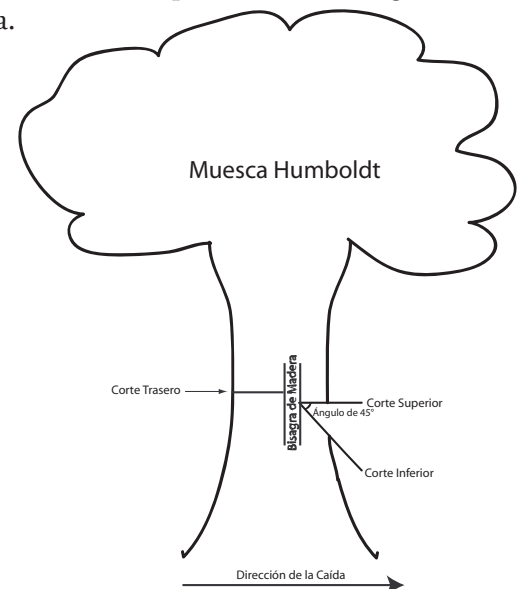 a.
Muesca Humboldt
Bisagra de Madera
Corte Trasero
Corte Superior
Ángulo de 45°
Corte Inferior
Dirección de la Caída